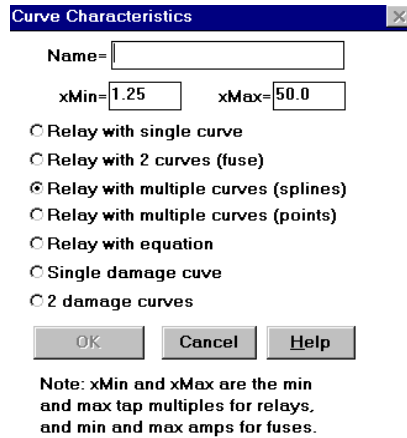 Curve Characteristics
Name=
xMin= 1.25 xMax= 50.0
Relay with single curve
Relay with 2 curves (fuse)
Relay with multiple curves (splines)
Relay with multiple curves (points)
Relay with equation
Single damage cuve
2 damage curves
OK Cancel Help
Note: xMin and xMax are the min
and max tap multiples for relays,
and min and max amps for fuses.